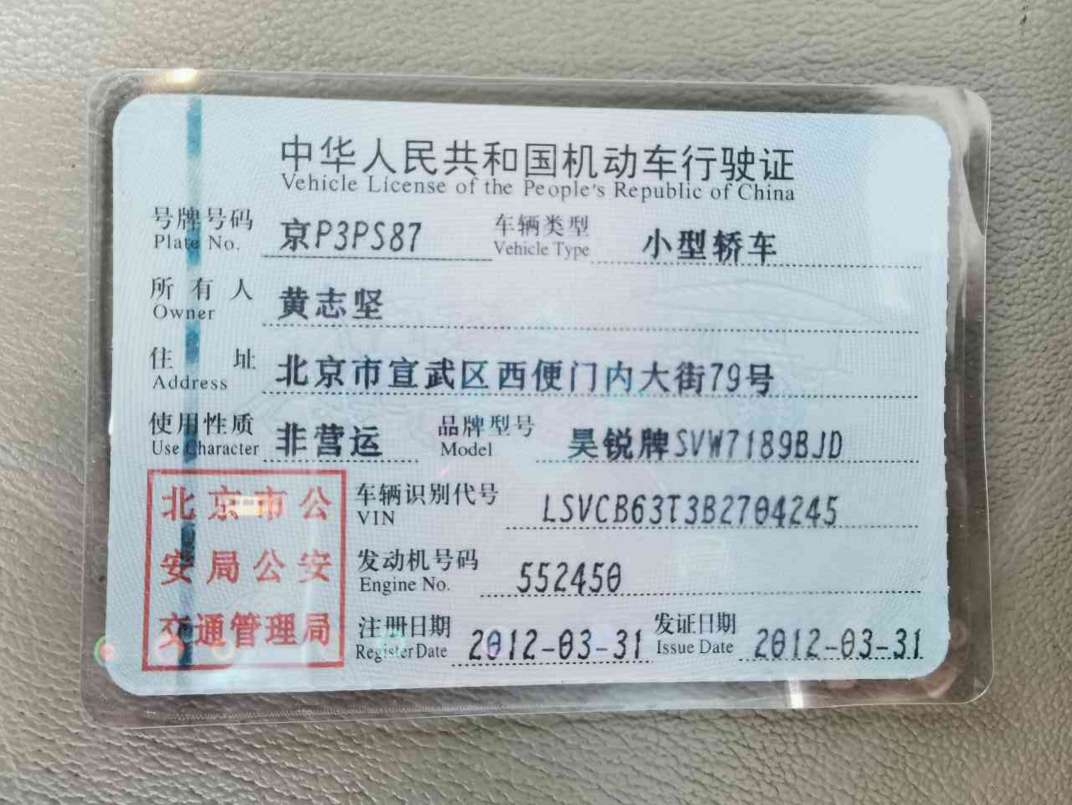 中华人民共和国机动车行驶证
Vehicle License of the People's Republic of China
号牌号码 京P3PS87 车辆类型 小型轿车
Plate No. Vehicle Type
所有人 黄志坚
Owner
住址 北京市宣武区西便门内大街79号
Address
使用性质 非营运 品牌型号 昊锐牌SVW7189BJD
Use Character Model
北京市公
安局公安
交通管理局
车辆识别代号 LSVCB63T3B2704245
VIN
发动机号码 552450
Engine No.
注册日期 2012-03-31 发证日期 2012-03-31
Register Date Issue Date